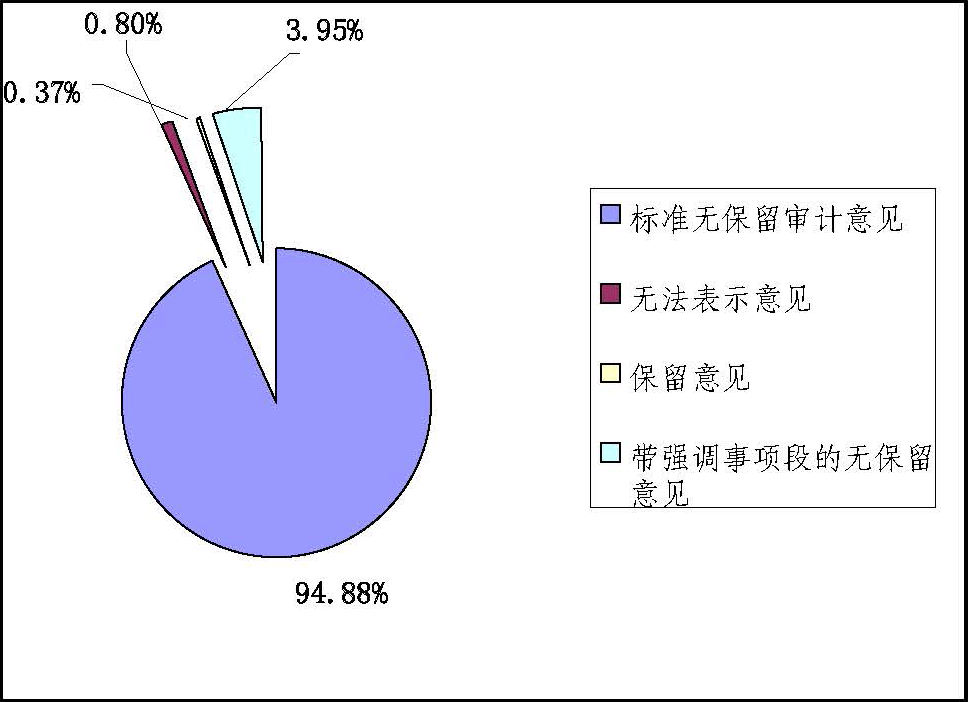 0.80%
3.95%
0.37%
标准无保留审计意见
无法表示意见
保留意见
带强调事项段的无保留
意见
94.88%